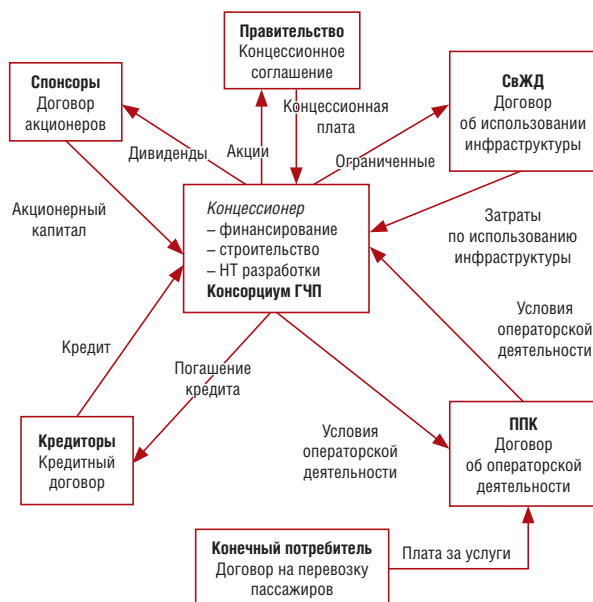 Правительство
Концессионное
соглашение
Спонсоры
Договор
акционеров
СвЖД
Договор
об использовании
инфраструктуры
Концессионная
плата
Дивиденды
Акции
Ограниченные
Акционерный
капитал
Концессионер
– финансирование
– строительство
– НТ разработки
Консорциум ГЧП
Затраты
по использованию
инфраструктуры
Кредит
Погашение
кредита
Условия
операторской
деятельности
Условия
операторской
деятельности
Кредиторы
Кредитный
договор
ППК
Договор
об операторской
деятельности
Конечный потребитель
Договор на перевозку
пассажиров
Плата за услуги